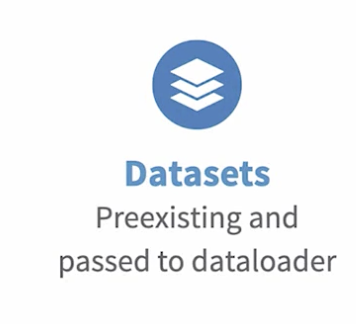 Datasets
Preexisting and
passed to dataloader